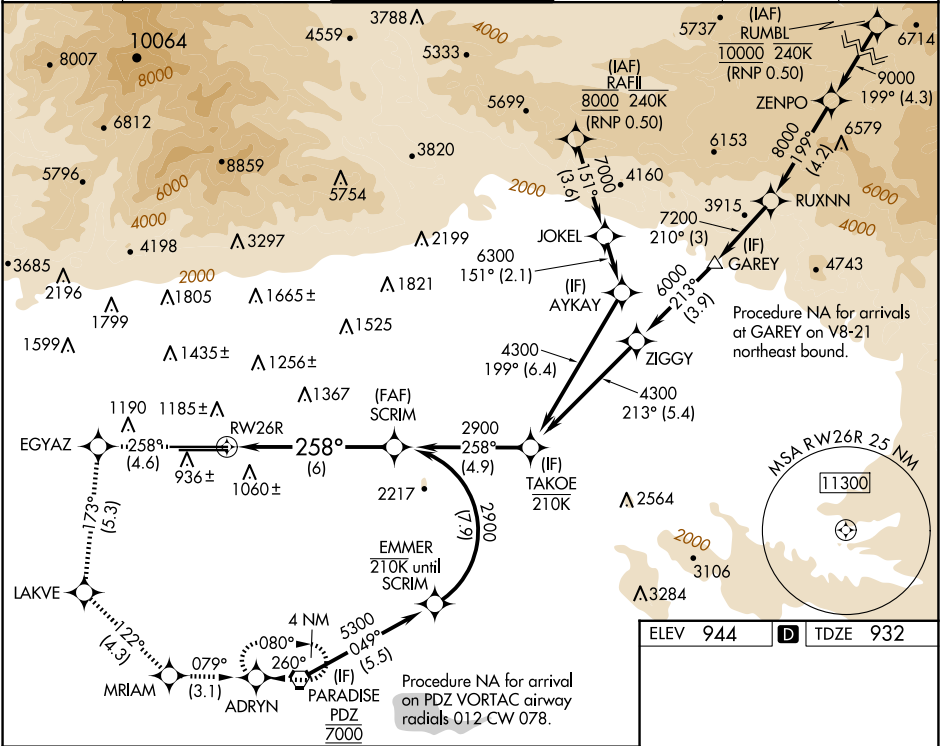 3788
4559
4000
5333
5737
(IAF)
RUMBL
10000 240K
(RNP 0.50)
6714
8007
10064
8000
(IAF)
RAFII
8000 240K
(RNP 0.50)
9000
199° (4.3)
ZENPO
5699
6812
8000
199°
(4.2)
6579
6153
3820
8859
5796
6000
5754
7000
151°
(3.6)
4160
2000
6000
RUXNN
3915
4000
4000
4198
3297
2199
JOKEL
7200
210° (3)
(IF)
GAREY
4743
3685
2196
2000
6300
151° (2.1)
1805
1665±
1821
1799
(IF)
AYKAY
6000
213°
(3.9)
Procedure NA for arrivals
at GAREY on V8-21
northeast bound.
1525
1599
1435±
1256±
4300
199° (6.4)
ZIGGY
4300
213° (5.4)
1367
1190
1185±
RW26R
(FAF)
SCRIM
2900
258°
(4.9)
EGYAZ
258°
(4.6)
258°
(6)
936±
1060±
(IF)
TAKOE
210K
MSA RW26R 25 NM
11300
2217
2564
173°
(5.3)
2900
(7.9)
2000
3106
EMMER
210K until
SCRIM
LAKVE
3284
122°
(4.3)
4 NM
080°
260°
5300
049°
(5.5)
ELEV 944
D
TDZE 932
079°
(3.1)
MRIAM
ADRYN
(IF)
PARADISE
PDZ
7000
Procedure NA for arrival
on PDZ VORTAC airway
radials 012 CW 078.